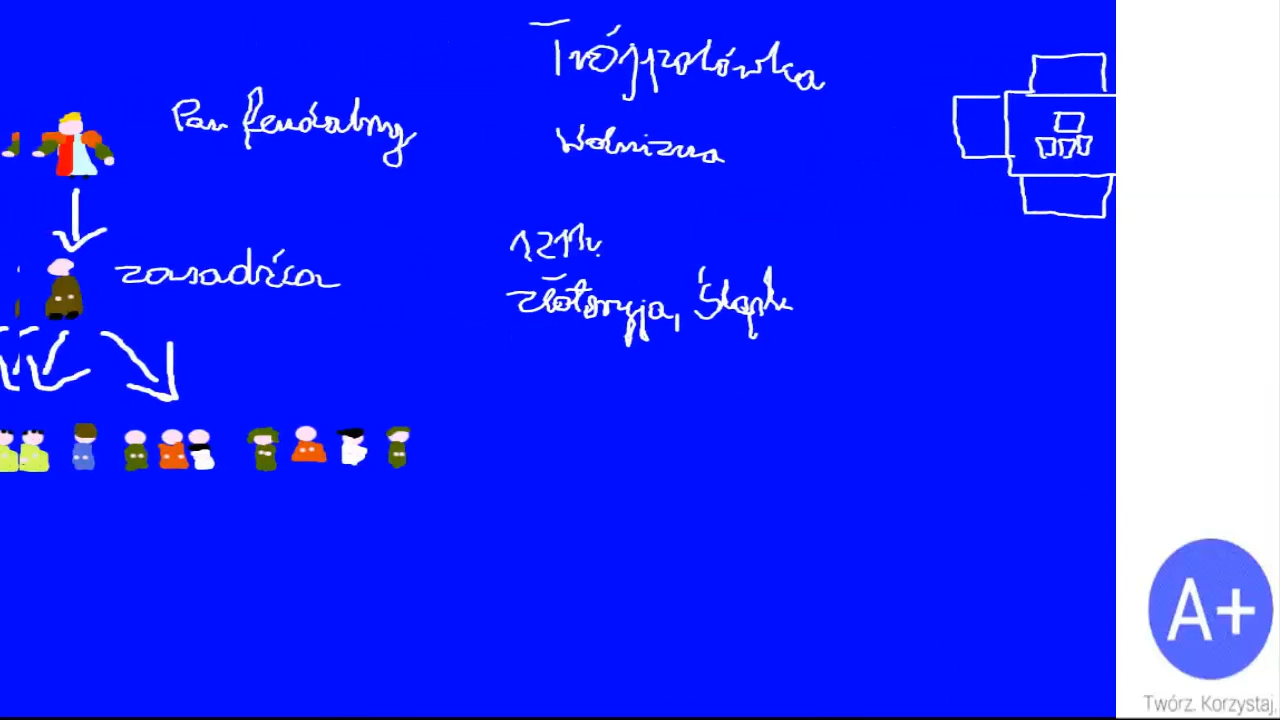 Trójpolówka
Pan feudalny
Wolnizna
1211r.
zasadźca
Złotoryja, Śląsk
A+
Twórz. Korzystaj.